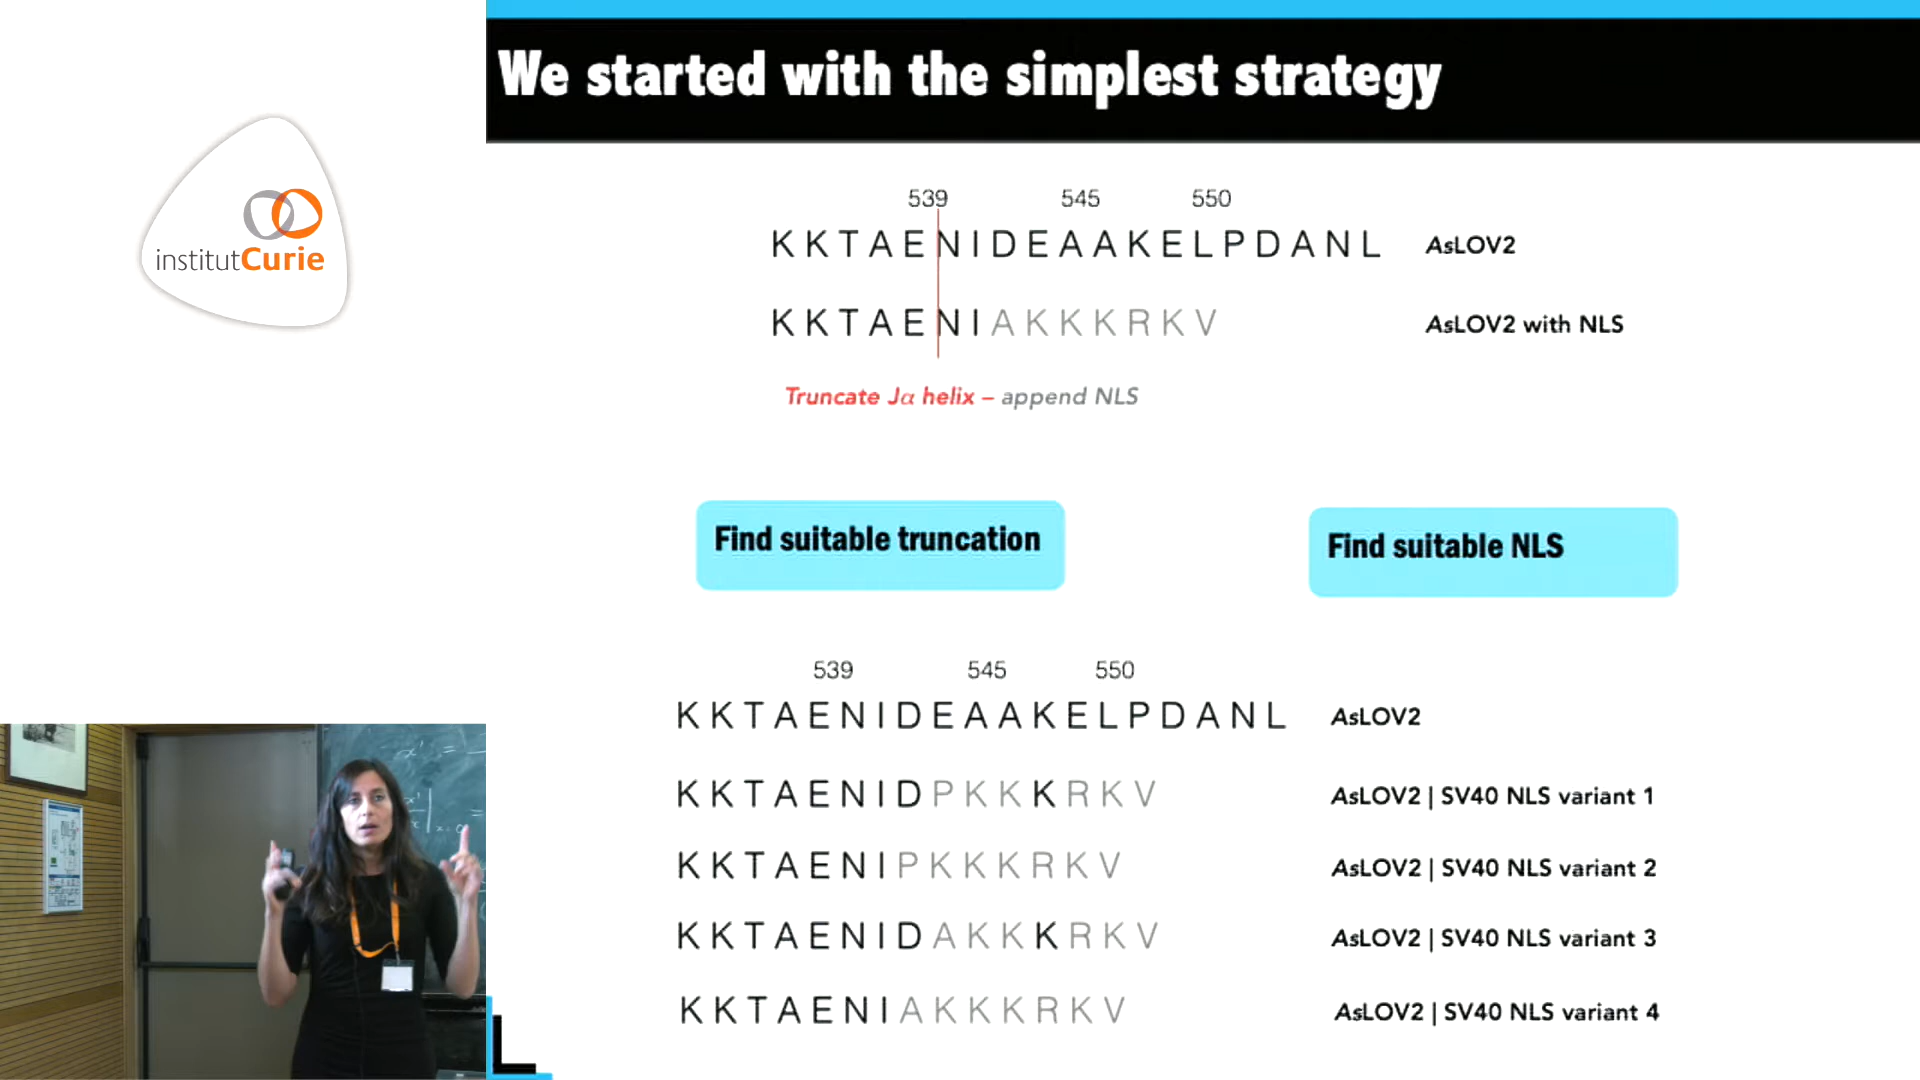 We started with the simplest strategy
institutCurie
539 545 550
KKTAENIDEAAKELPDANL AsLOV2
KKTAENIAKKKRKV AsLOV2 with NLS
Truncate Jα helix – append NLS
Find suitable truncation
Find suitable NLS
539 545 550
KKTAENIDEAAKELPDANL AsLOV2
KKTAENIDPKKKRKV AsLOV2 | SV40 NLS variant 1
KKTAENIPKKKRKV AsLOV2 | SV40 NLS variant 2
KKTAENIDAKKKRKV AsLOV2 | SV40 NLS variant 3
KKTAENIAKKKRKV AsLOV2 | SV40 NLS variant 4